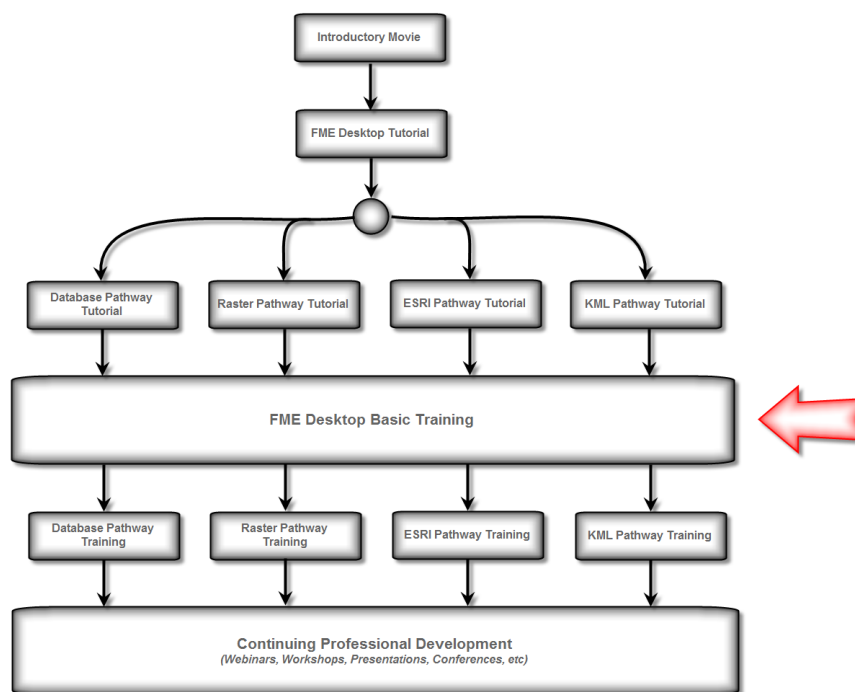 Introductory Movie
FME Desktop Tutorial
Database Pathway
Tutorial
Raster Pathway Tutorial
ESRI Pathway Tutorial
KML Pathway Tutorial
FME Desktop Basic Training
Database Pathway
Training
Raster Pathway
Training
ESRI Pathway Training
KML Pathway Training
Continuing Professional Development
(Webinars, Workshops, Presentations, Conferences, etc)